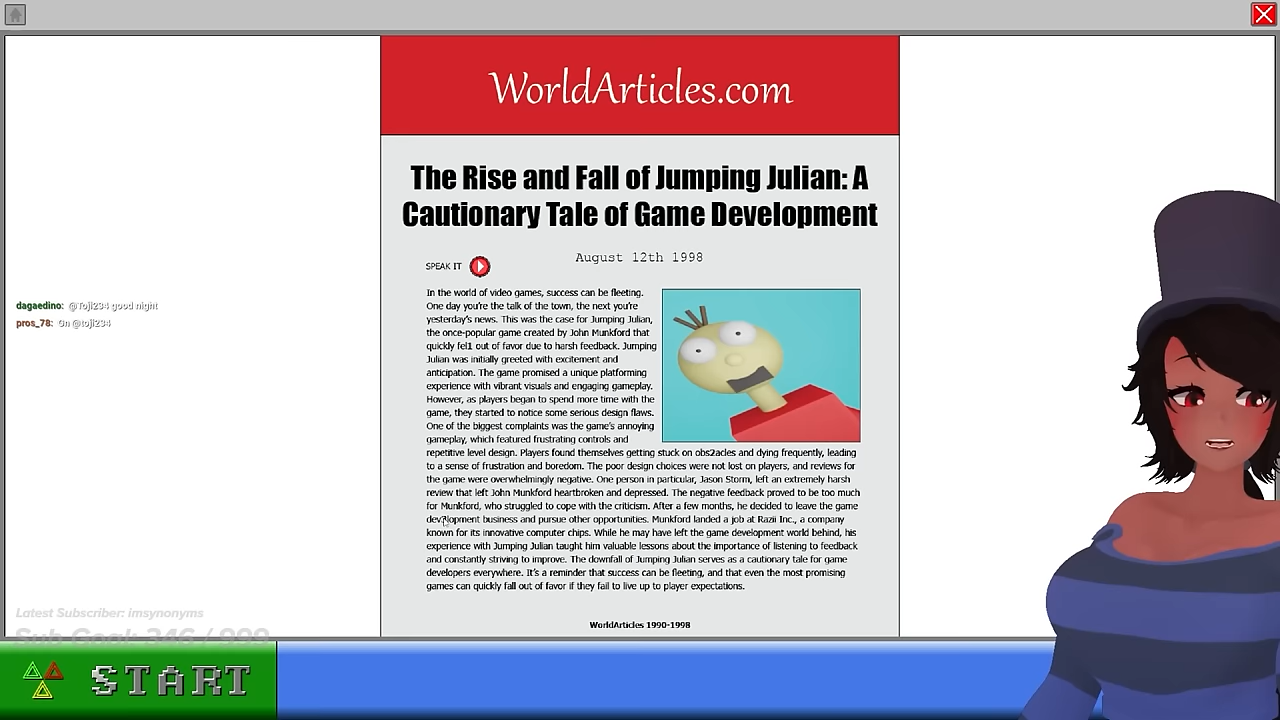 WorldArticles.com
The Rise and Fall of Jumping Julian: A
Cautionary Tale of Game Development
August 12th 1998
SPEAK IT
In the world of video games, success can be fleeting.
One day you're the talk of the town, the next you're
yesterday's news. This was the case for Jumping Julian,
the once-popular game created by John Munkford that
quickly fel1 out of favor due to harsh feedback. Jumping
Julian was initially greeted with excitement and
anticipation. The game promised a unique platforming
experience with vibrant visuals and engaging gameplay.
However, as players began to spend more time with the
game, they started to notice some serious design flaws.
One of the biggest complaints was the game's annoying
gameplay, which featured frustrating controls and
repetitive level design. Players found themselves getting stuck on obs2acles and dying frequently, leading
to a sense of frustration and boredom. The poor design choices were not lost on players, and reviews for
the game were overwhelmingly negative. One person in particular, Jason Storm, left an extremely harsh
review that left John Munkford heartbroken and depressed. The negative feedback proved to be too much
for Munkford, who struggled to cope with the criticism. After a few months, he decided to leave the game
development business and pursue other opportunities. Munkford landed a job at Razii Inc., a company
known for its innovative computer chips. While he may have left the game development world behind, his
experience with Jumping Julian taught him valuable lessons about the importance of listening to feedback
and constantly striving to improve. The downfall of Jumping Julian serves as a cautionary tale for game
developers everywhere. It's a reminder that success can be fleeting, and that even the most promising
games can quickly fall out of favor if they fail to live up to player expectations.
WorldArticles 1990-1998
dagaedino: @Toji234 good night
pros_78: Gn @toji234
Latest Subscriber: imsynonyms
Sub Goal: 346 / 999
START